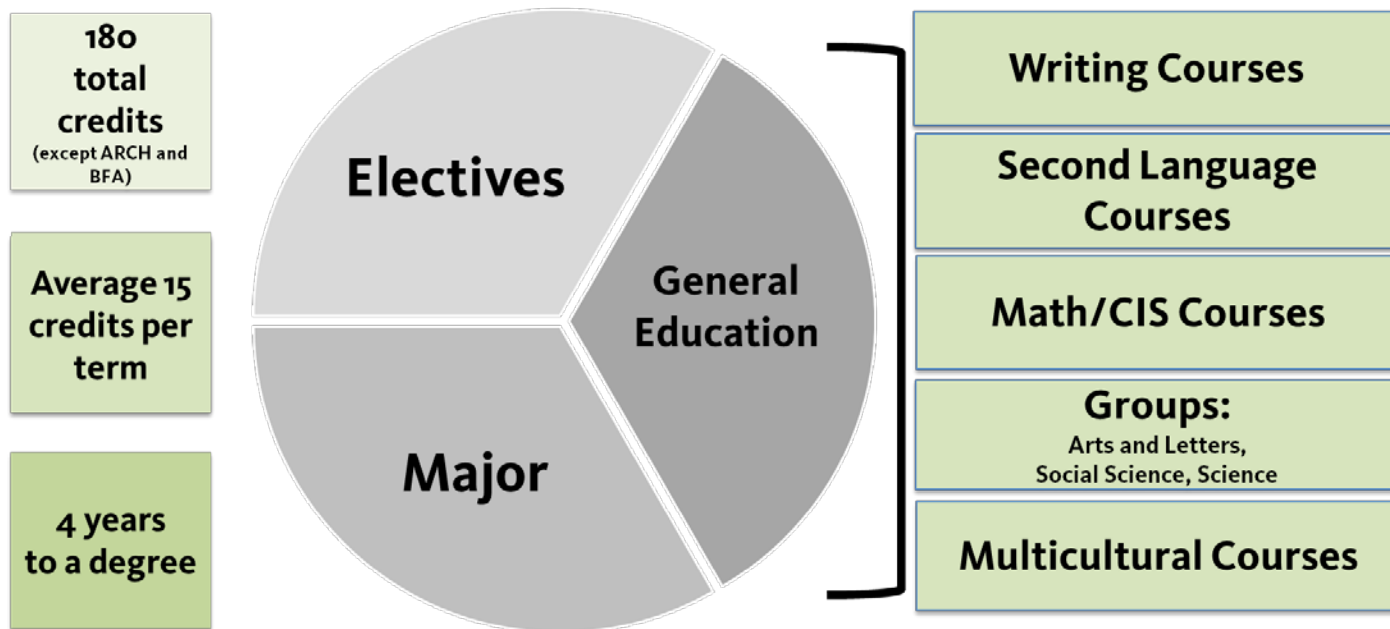 180
total
credits
(except ARCH and
BFA)
Average 15
credits per
term
4 years
to a degree
Electives
Major
General
Education
Writing Courses
Second Language
Courses
Math/CIS Courses
Groups:
Arts and Letters,
Social Science, Science
Multicultural Courses